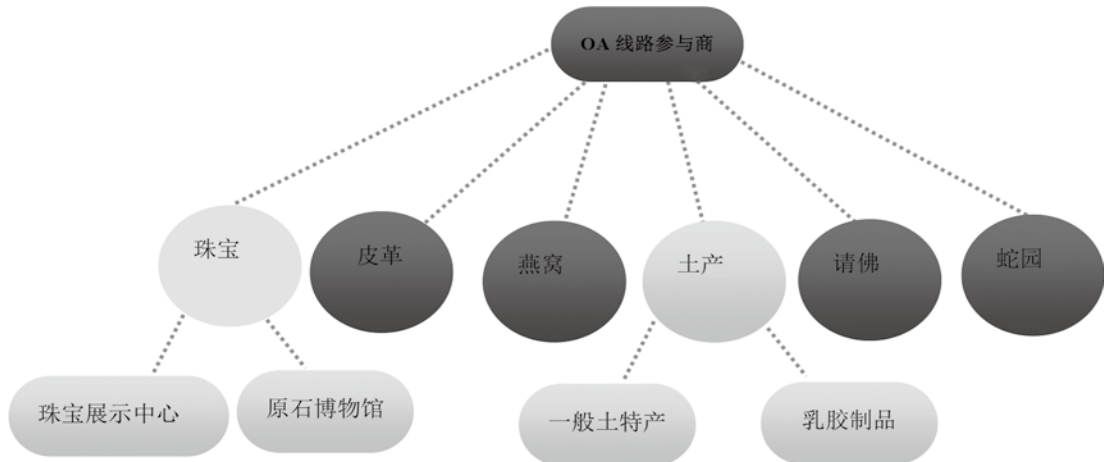 OA 线路参与商
珠宝
皮革
燕窝
土产
请佛
蛇园
珠宝展示中心
原石博物馆
一般土特产
乳胶制品